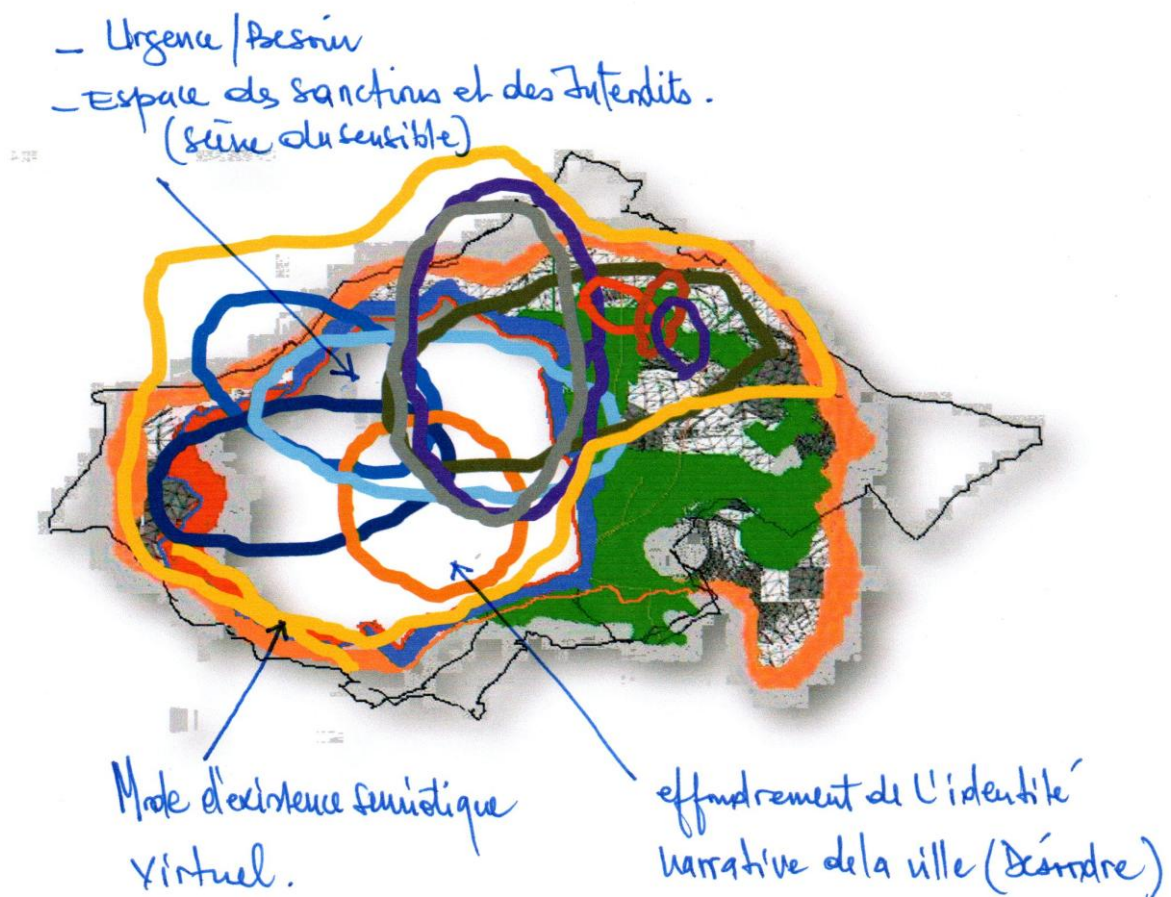 - Urgence / Besoin
- Espace des sanctions et des Interdits.
(scène du sensible)
Mode d'existence sémiotique
virtuel.
effondrement de l'identité
narrative de la ville (Désordre)